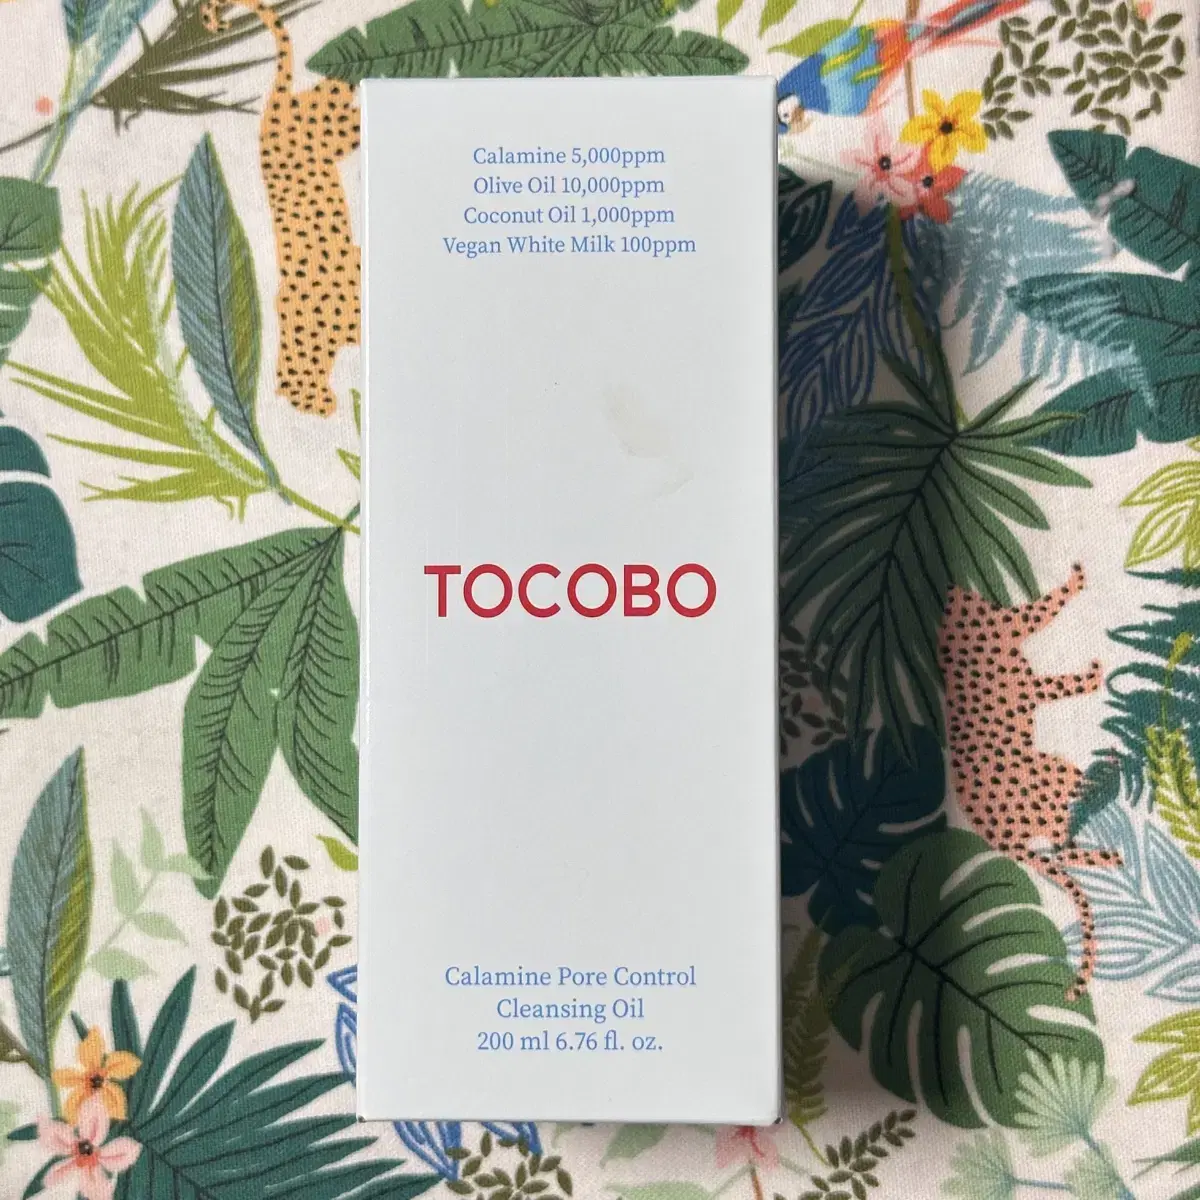 Calamine 5,000ppm
Olive Oil 10,000ppm
Coconut Oil 1,000ppm
Vegan White Milk 100ppm
TOCOBO
Calamine Pore Control
Cleansing Oil
200 ml 6.76 fl. oz.